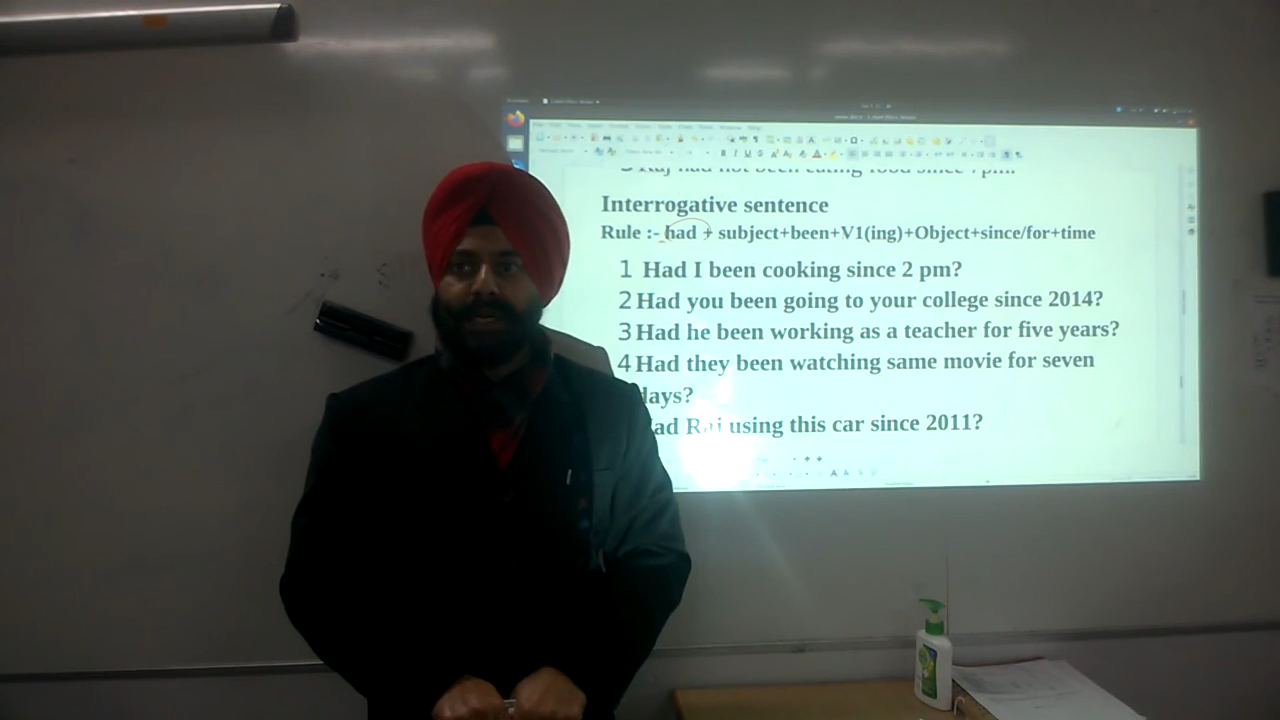 Interrogative sentence
Rule :- had + subject+been+V1(ing)+Object+since/for+time
1 Had I been cooking since 2 pm?
2 Had you been going to your college since 2014?
3 Had he been working as a teacher for five years?
4 Had they been watching same movie for seven
days?
Had Raj using this car since 2011?